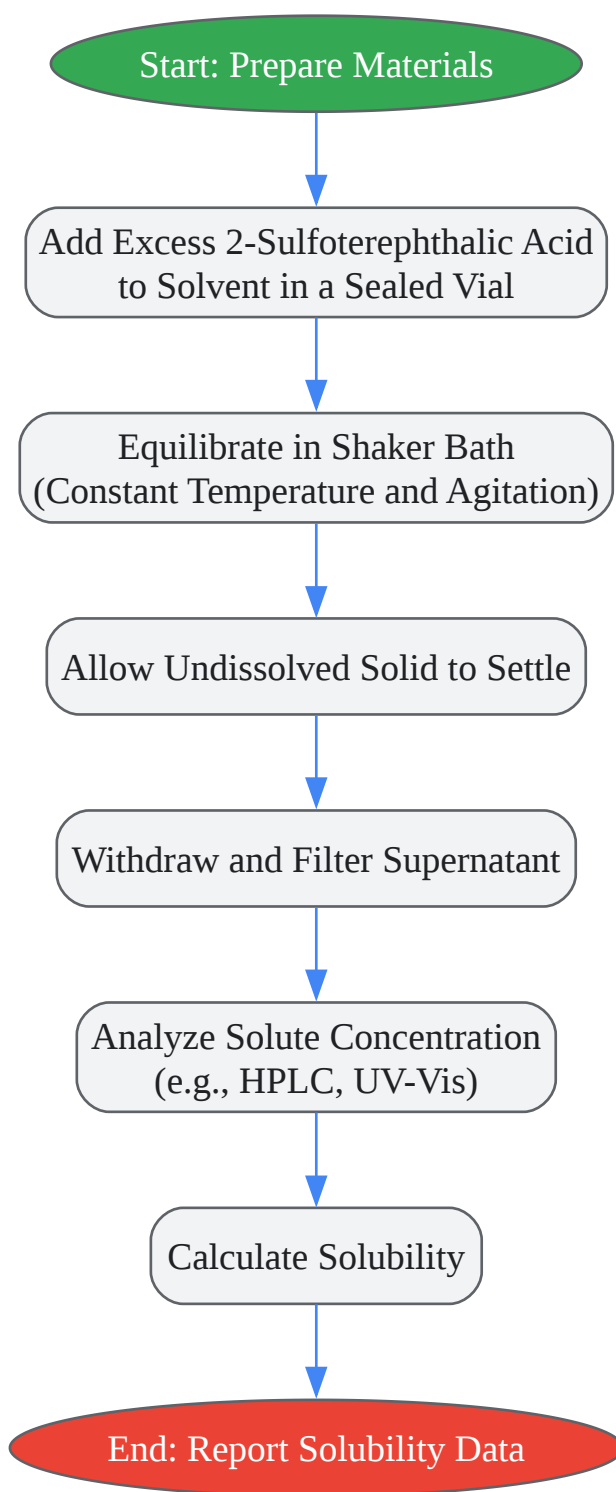 Start: Prepare Materials
Add Excess 2-Sulfoterephthalic Acid
to Solvent in a Sealed Vial
Equilibrate in Shaker Bath
(Constant Temperature and Agitation)
Allow Undissolved Solid to Settle
Withdraw and Filter Supernatant
Analyze Solute Concentration
(e.g., HPLC, UV-Vis)
Calculate Solubility
End: Report Solubility Data